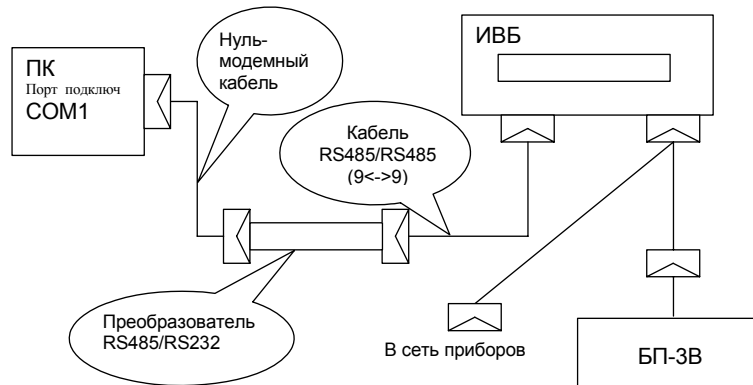 ПК
Порт подключ
COM1
Нуль-
модемный
кабель
ИВБ
Кабель
RS485/RS485
(9<->9)
Преобразователь
RS485/RS232
В сеть приборов
БП-3В